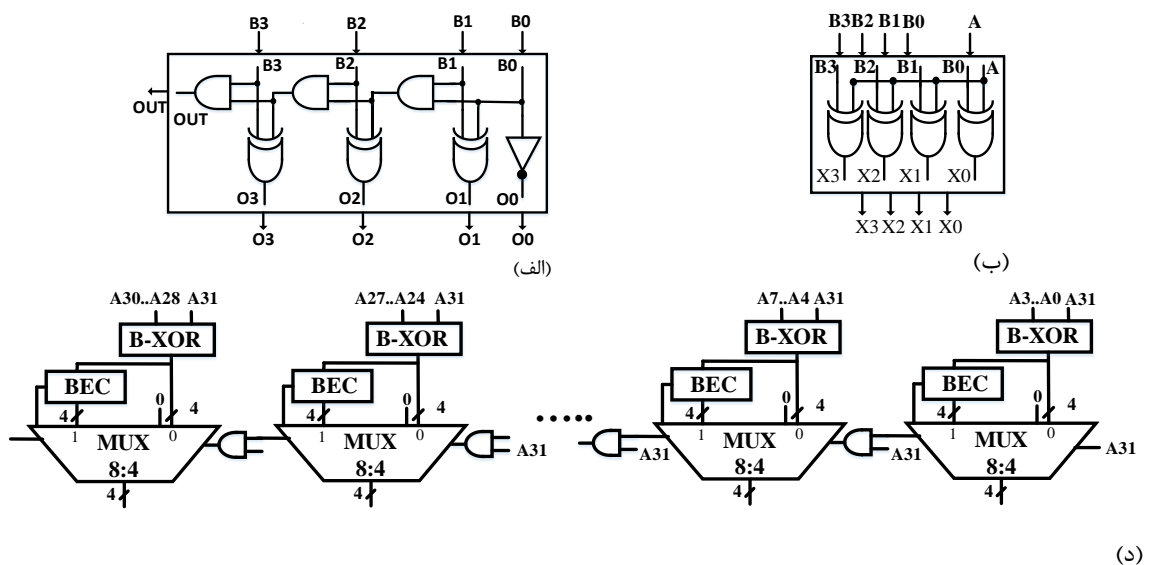 B3 B2 B1 B0
B3 B2 B1 B0
OUT OUT
O3 O2 O1 O0
O3 O2 O1 O0
(الف)
B3 B2 B1 B0 A
B3 B2 B1 B0 A
X3 X2 X1 X0
X3 X2 X1 X0
(ب)
A30..A28 A31 A27..A24 A31 A7..A4 A31 A3..A0 A31
B-XOR B-XOR B-XOR B-XOR
BEC BEC BEC BEC
4 0 4 4 0 4 4 0 4 4 0 4
1 MUX 0 1 MUX 0 1 MUX 0 1 MUX 0
A31 A31 A31 A31
8:4 8:4 8:4 8:4
4 4 4 4
(د)